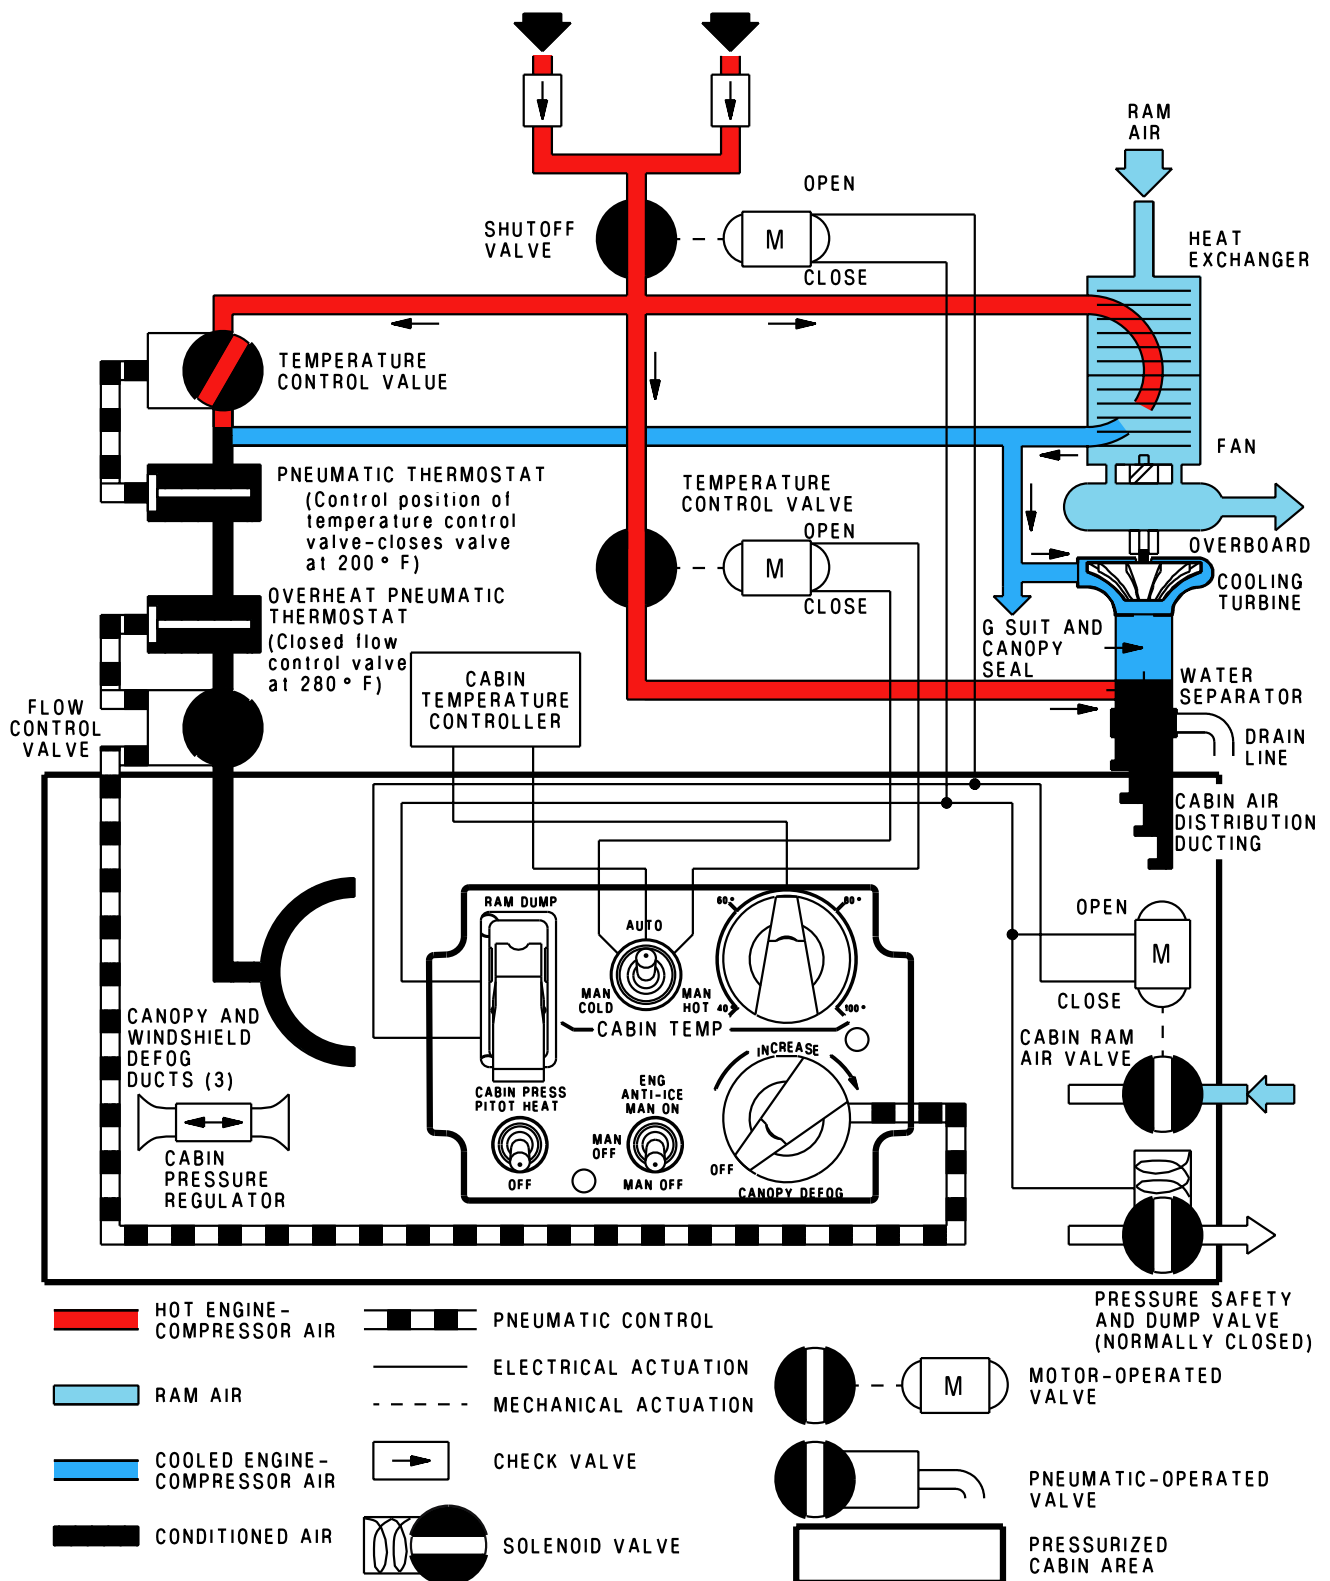 RAM
AIR
OPEN
SHUTOFF
VALVE
M
CLOSE
HEAT
EXCHANGER
TEMPERATURE
CONTROL VALUE
FAN
PNEUMATIC THERMOSTAT
(Control position of
temperature control
valve-closes valve
at 200° F)
TEMPERATURE
CONTROL VALVE
OPEN
M
CLOSE
OVERBOARD
COOLING
TURBINE
OVERHEAT PNEUMATIC
THERMOSTAT
(Closed flow
control valve
at 280° F)
G SUIT AND
CANOPY
SEAL
CABIN
TEMPERATURE
CONTROLLER
WATER
SEPARATOR
FLOW
CONTROL
VALVE
DRAIN
LINE
CABIN AIR
DISTRIBUTION
DUCTING
RAM DUMP
AUTO
60°
80°
40°
100°
MAN
COLD
MAN
HOT
CABIN TEMP
OPEN
M
CLOSE
CANOPY AND
WINDSHIELD
DEFOG
DUCTS (3)
CABIN RAM
AIR VALVE
INCREASE
CABIN PRESS
PITOT HEAT
OFF
ENG
ANTI-ICE
MAN ON
MAN
OFF
MAN OFF
OFF
CANOPY DEFOG
CABIN
PRESSURE
REGULATOR
PRESSURE SAFETY
AND DUMP VALVE
(NORMALLY CLOSED)
HOT ENGINE-
COMPRESSOR AIR
PNEUMATIC CONTROL
ELECTRICAL ACTUATION
RAM AIR
MECHANICAL ACTUATION
M
MOTOR-OPERATED
VALVE
COOLED ENGINE-
COMPRESSOR AIR
CHECK VALVE
PNEUMATIC-OPERATED
VALVE
CONDITIONED AIR
SOLENOID VALVE
PRESSURIZED
CABIN AREA